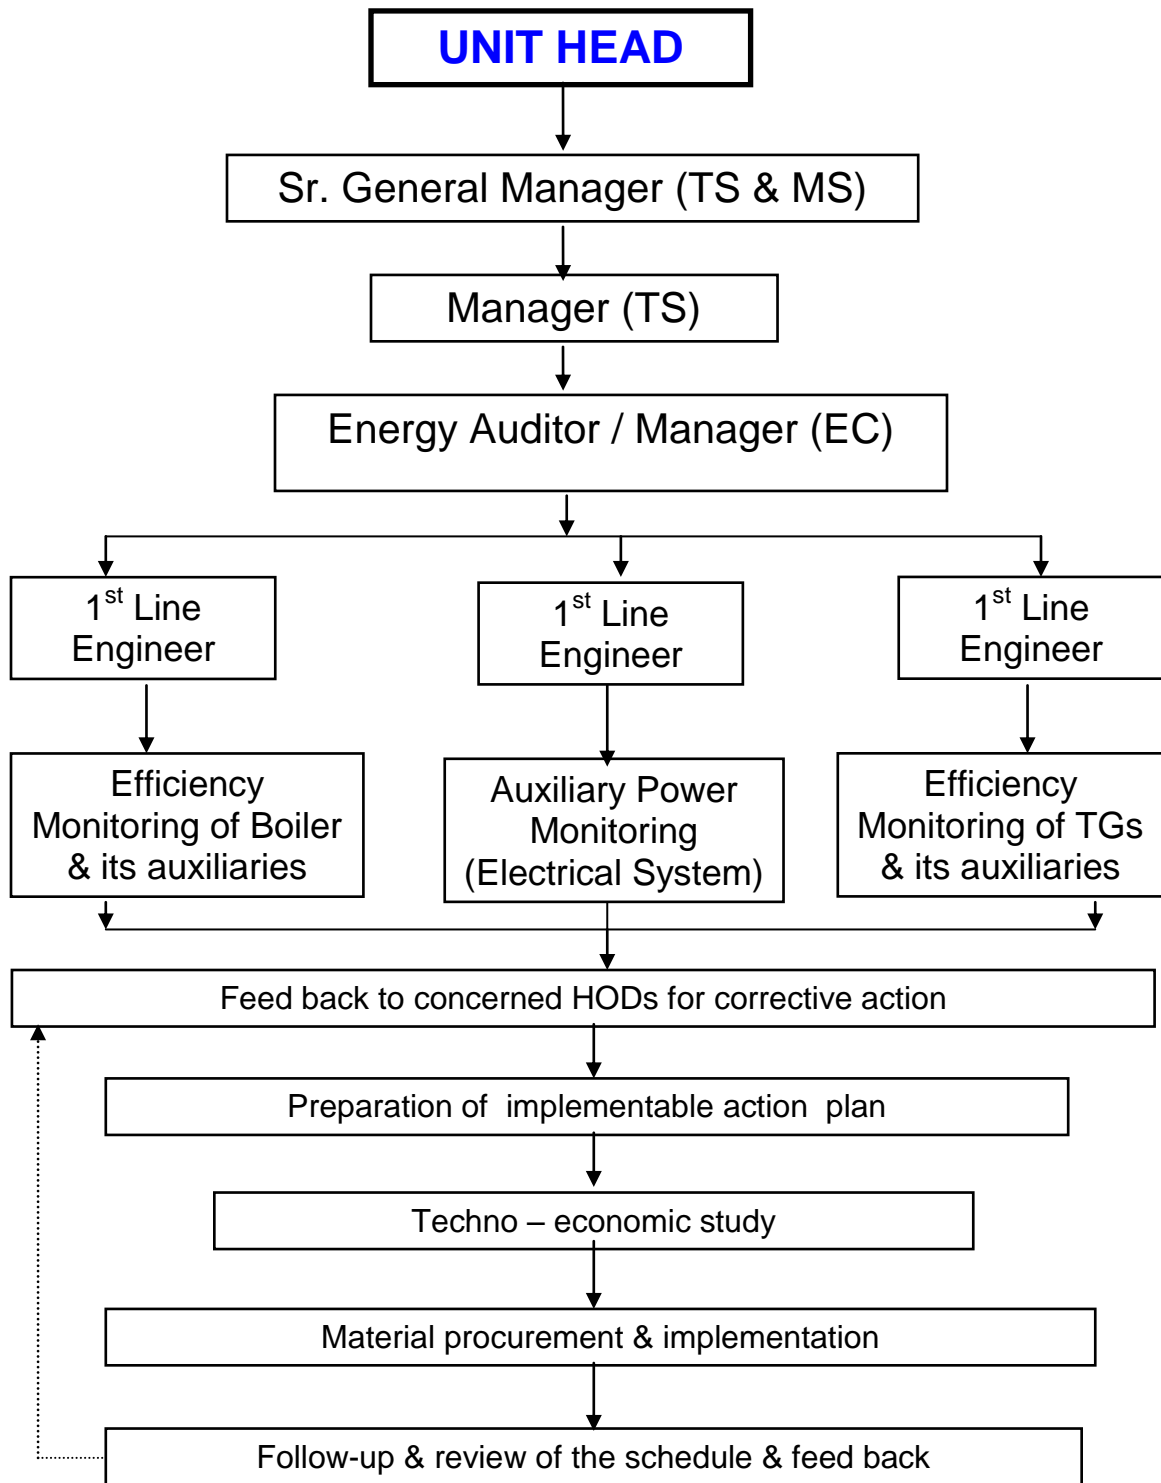 UNIT HEAD
Sr. General Manager (TS & MS)
Manager (TS)
Energy Auditor / Manager (EC)
1st Line
Engineer
1st Line
Engineer
1st Line
Engineer
Efficiency
Monitoring of Boiler
& its auxiliaries
Auxiliary Power
Monitoring
(Electrical System)
Efficiency
Monitoring of TGs
& its auxiliaries
Feed back to concerned HODs for corrective action
Preparation of implementable action plan
Techno – economic study
Material procurement & implementation
Follow-up & review of the schedule & feed back